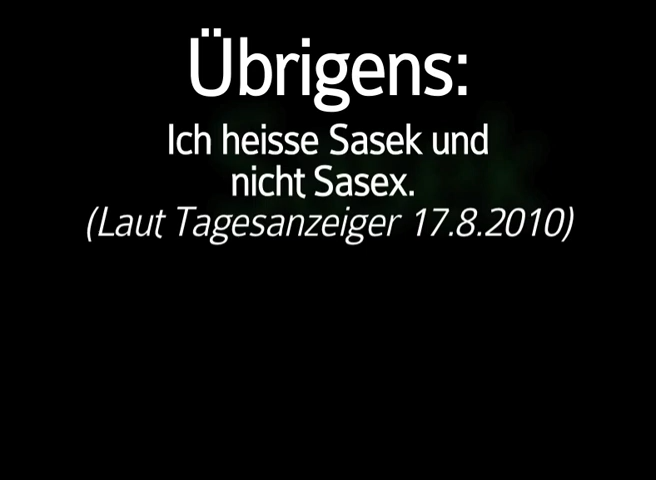 Übrigens:
Ich heisse Sasek und
nicht Sasex.
(Laut Tagesanzeiger 17.8.2010)